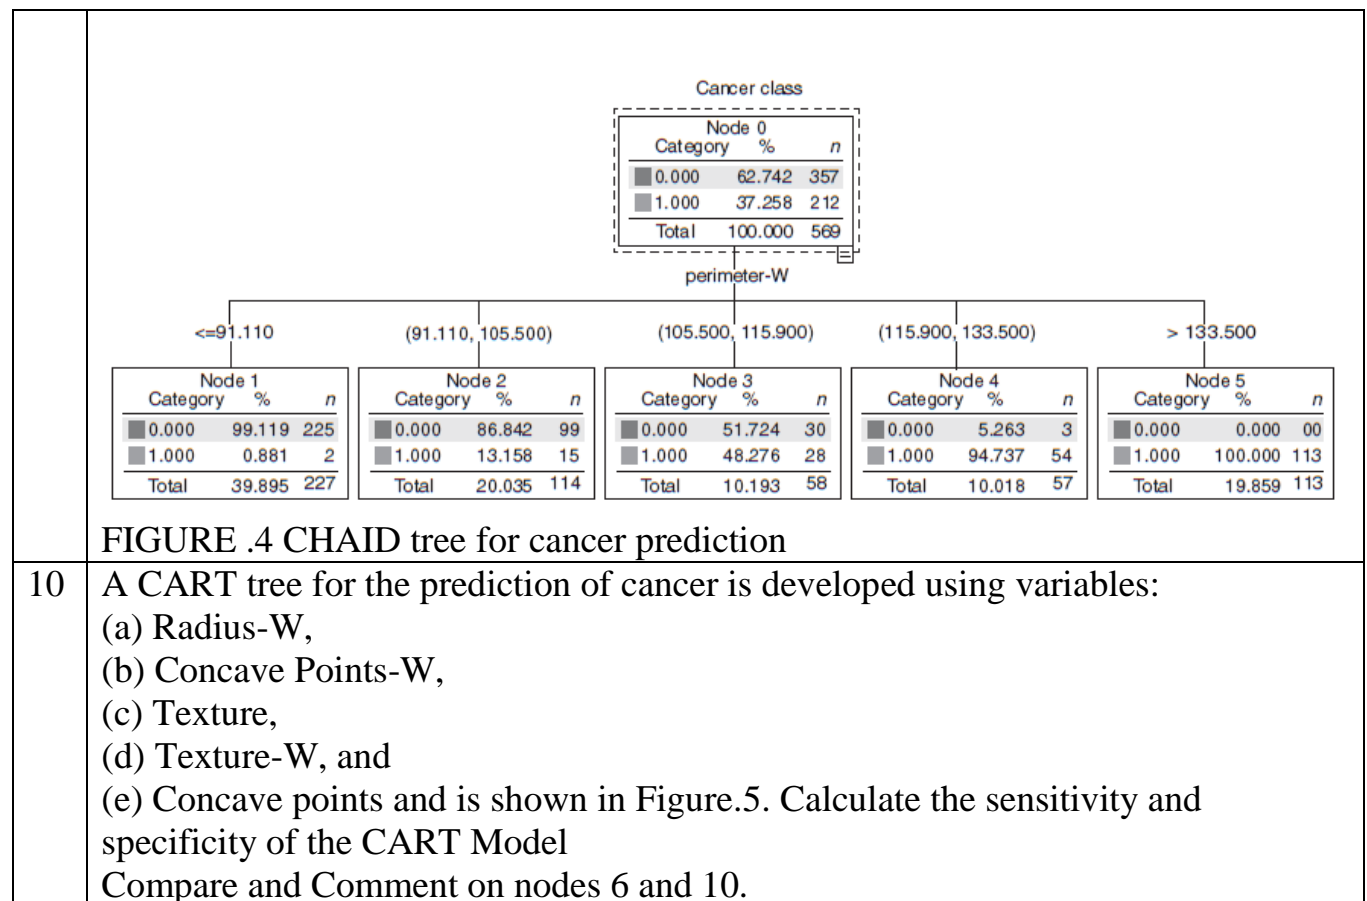 Cancer class
Node 0
Category % n
0.000 62.742 357
1.000 37.258 212
Total 100.000 569
perimeter-W
<=91.110 (91.110, 105.500) (105.500, 115.900) (115.900, 133.500) > 133.500
Node 1 Node 2 Node 3 Node 4 Node 5
Category % n Category % n Category % n Category % n Category % n
0.000 99.119 225 0.000 86.842 99 0.000 51.724 30 0.000 5.263 3 0.000 0.000 00
1.000 0.881 2 1.000 13.158 15 1.000 48.276 28 1.000 94.737 54 1.000 100.000 113
Total 39.895 227 Total 20.035 114 Total 10.193 58 Total 10.018 57 Total 19.859 113
FIGURE .4 CHAID tree for cancer prediction
10 A CART tree for the prediction of cancer is developed using variables:
(a) Radius-W,
(b) Concave Points-W,
(c) Texture,
(d) Texture-W, and
(e) Concave points and is shown in Figure.5. Calculate the sensitivity and
specificity of the CART Model
Compare and Comment on nodes 6 and 10.